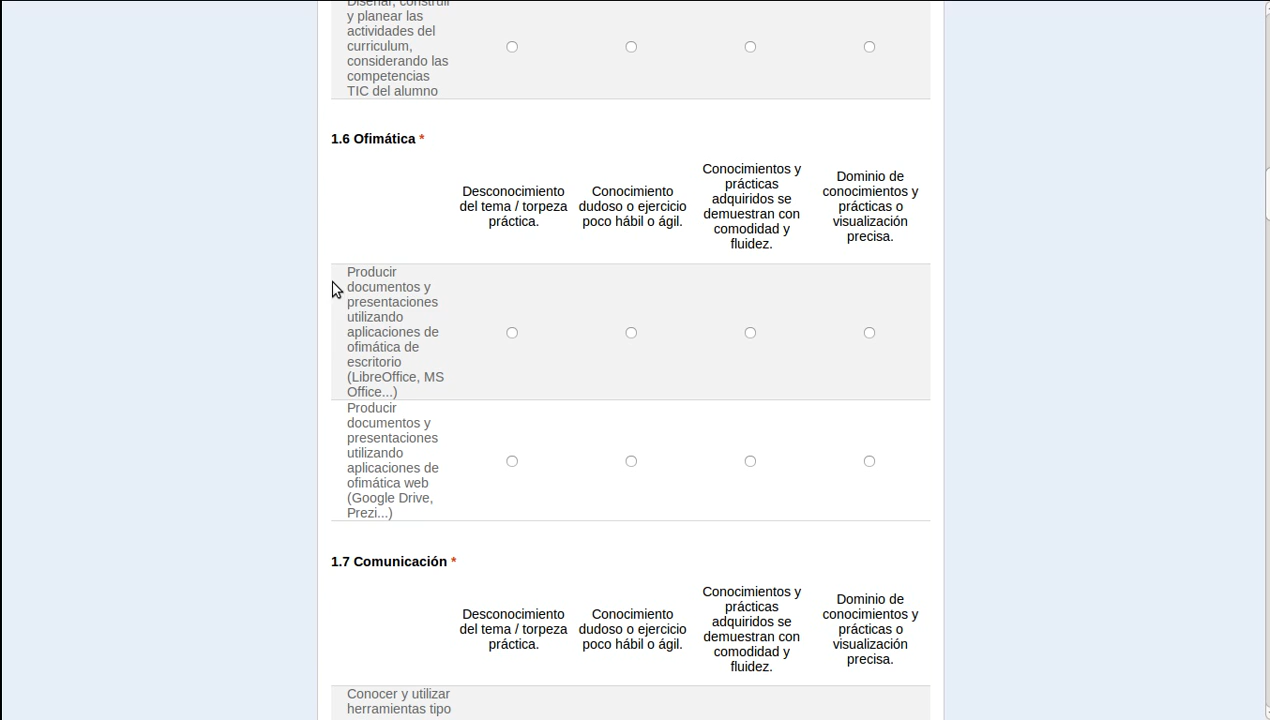 Diseñar, construir
y planear las
actividades del
curriculum,
considerando las
competencias
TIC del alumno
1.6 Ofimática *
Desconocimiento
del tema / torpeza
práctica.
Conocimiento
dudoso o ejercicio
poco hábil o ágil.
Conocimientos y
prácticas
adquiridos se
demuestran con
comodidad y
fluidez.
Dominio de
conocimientos y
prácticas o
visualización
precisa.
Producir
documentos y
presentaciones
utilizando
aplicaciones de
ofimática de
escritorio
(LibreOffice, MS
Office...)
Producir
documentos y
presentaciones
utilizando
aplicaciones de
ofimática web
(Google Drive,
Prezi...)
1.7 Comunicación *
Desconocimiento
del tema / torpeza
práctica.
Conocimiento
dudoso o ejercicio
poco hábil o ágil.
Conocimientos y
prácticas
adquiridos se
demuestran con
comodidad y
fluidez.
Dominio de
conocimientos y
prácticas o
visualización
precisa.
Conocer y utilizar
herramientas tipo